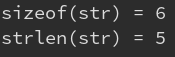 sizeof(str) = 6
strlen(str) = 5